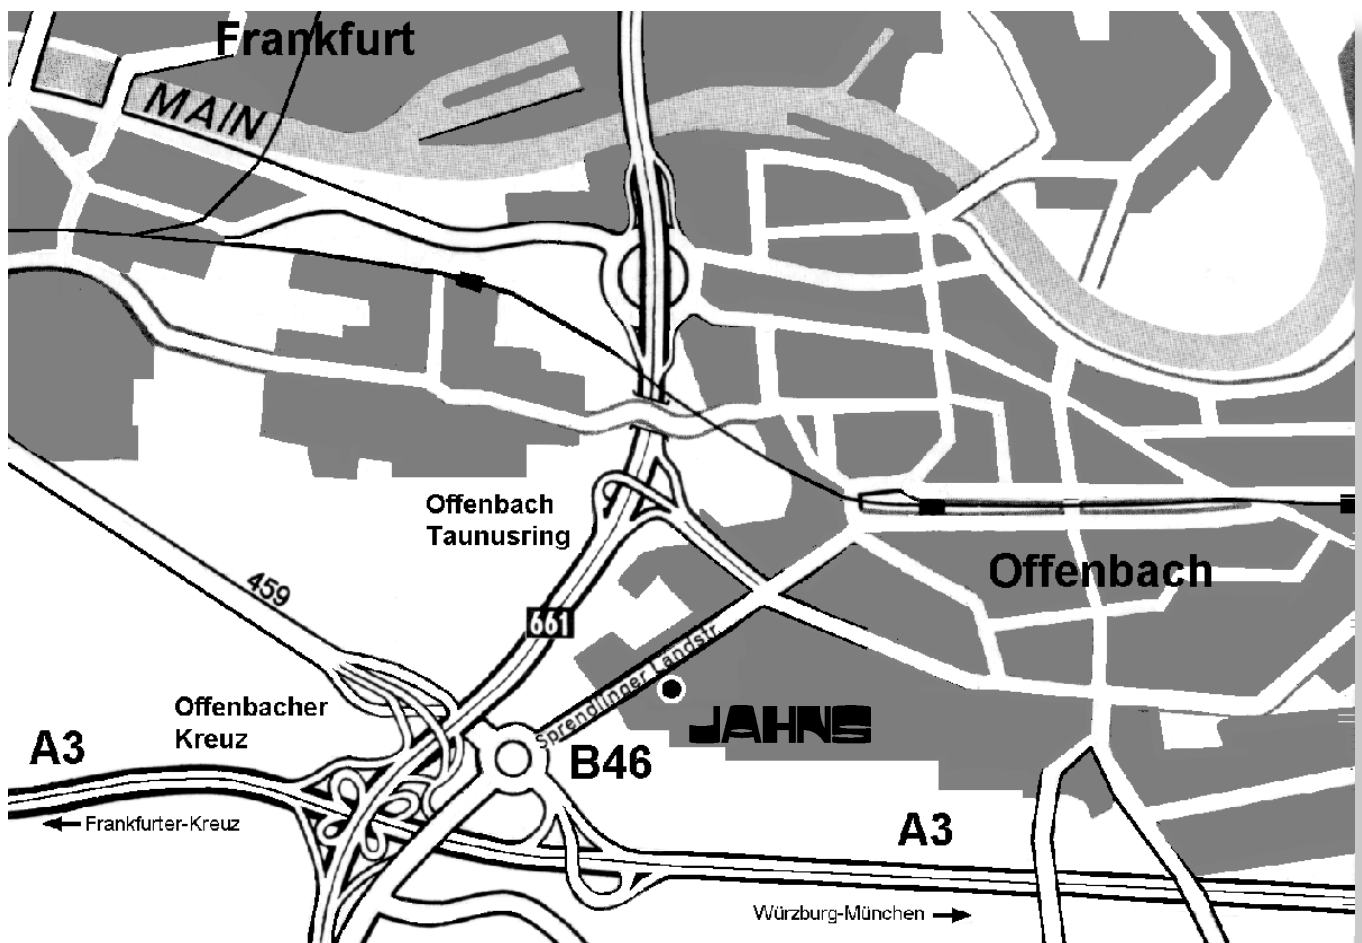 Frankfurt
MAIN
Offenbach
Taunusring
Offenbach
459
661
Sprendlinger Landstr.
Offenbacher
Kreuz
JAHNS
A3
B46
Frankfurter-Kreuz
A3
Würzburg-München